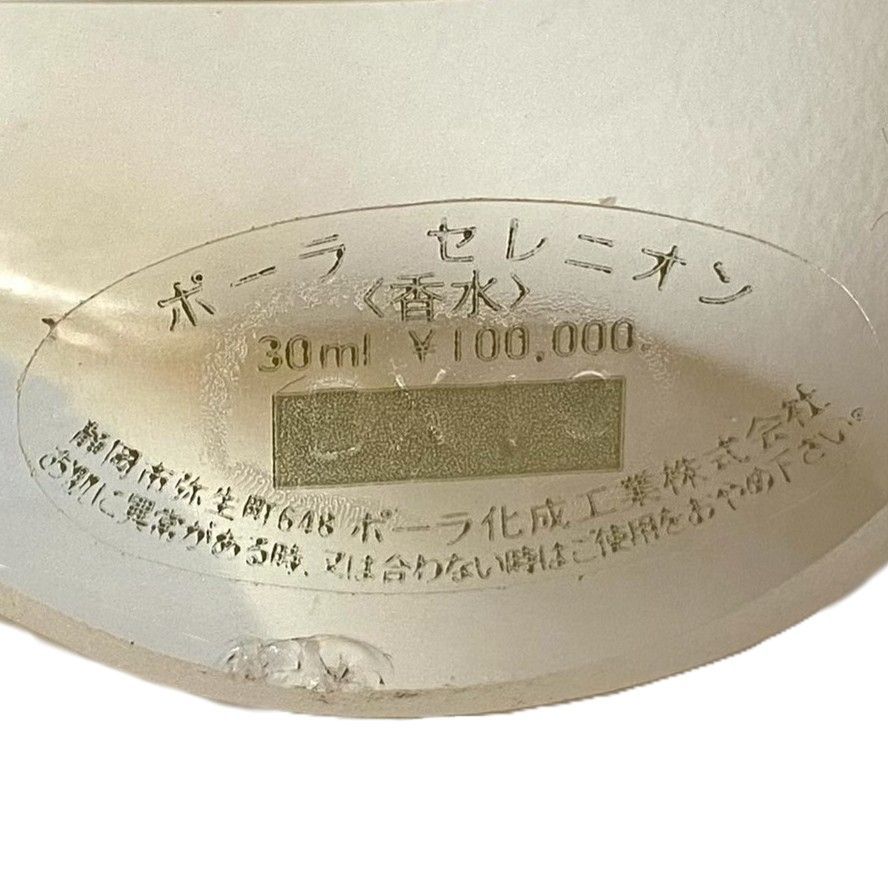 ポーラ セレニオン
〈香水〉
30ml ¥100,000
静岡市弥生町648 ポーラ化成工業株式会社
お肌に異常がある時、又は合わない時はご使用をおやめ下さい。